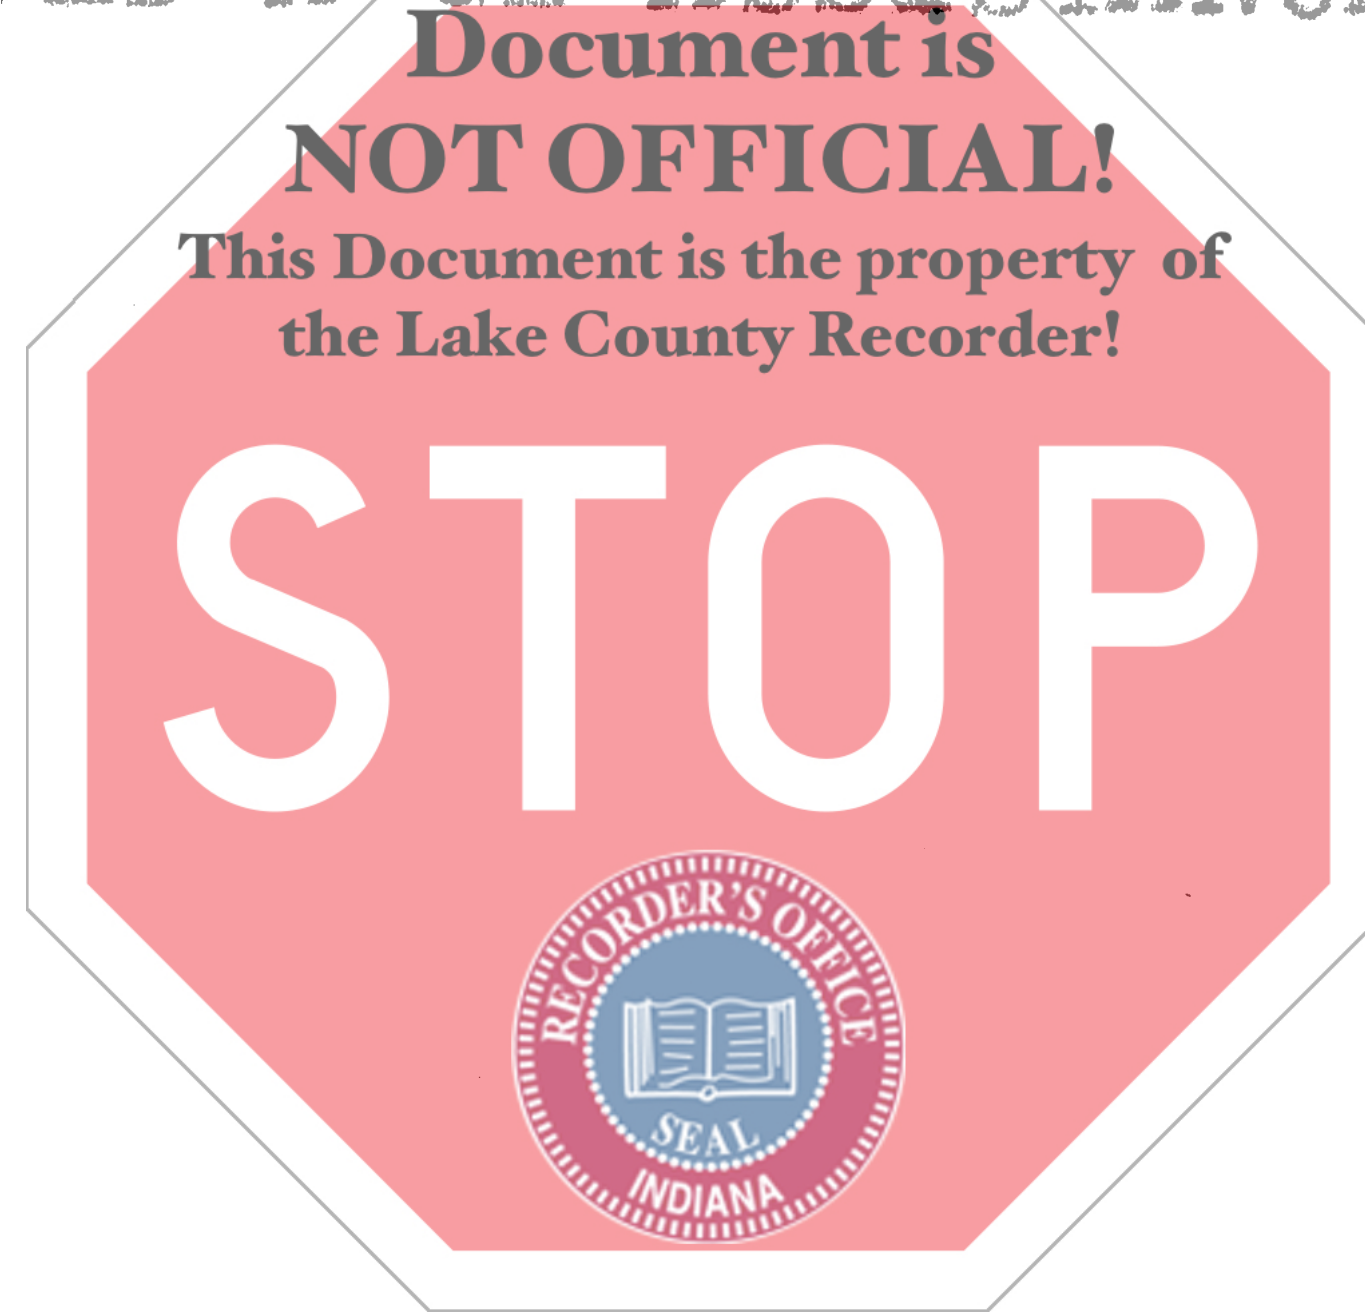 Document is
NOT OFFICIAL!
This Document is the property of
the Lake County Recorder!
STOP
RECORDER'S OFFICE
SEAL
INDIANA